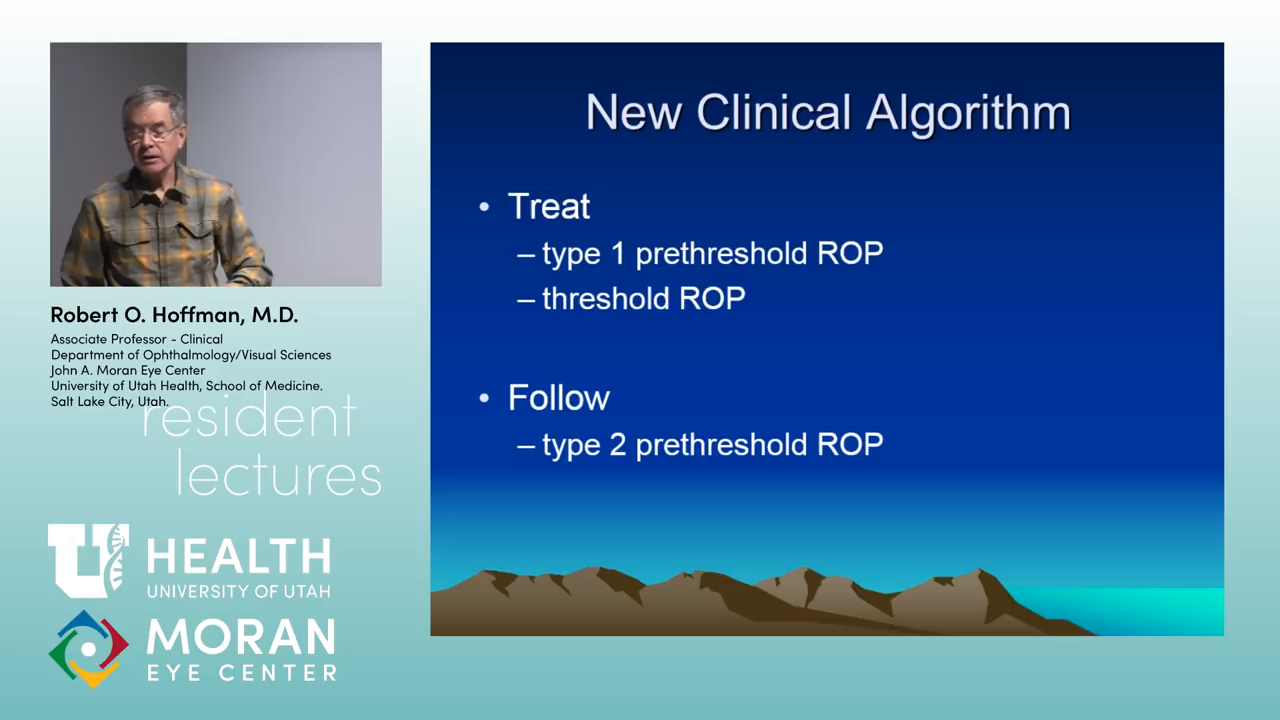 New Clinical Algorithm
• Treat
– type 1 prethreshold ROP
– threshold ROP
• Follow
– type 2 prethreshold ROP
Robert O. Hoffman, M.D.
Associate Professor - Clinical
Department of Ophthalmology/Visual Sciences
John A. Moran Eye Center
University of Utah Health, School of Medicine.
Salt Lake City, Utah.
resident
lectures
U HEALTH
UNIVERSITY OF UTAH
MORAN
EYE CENTER